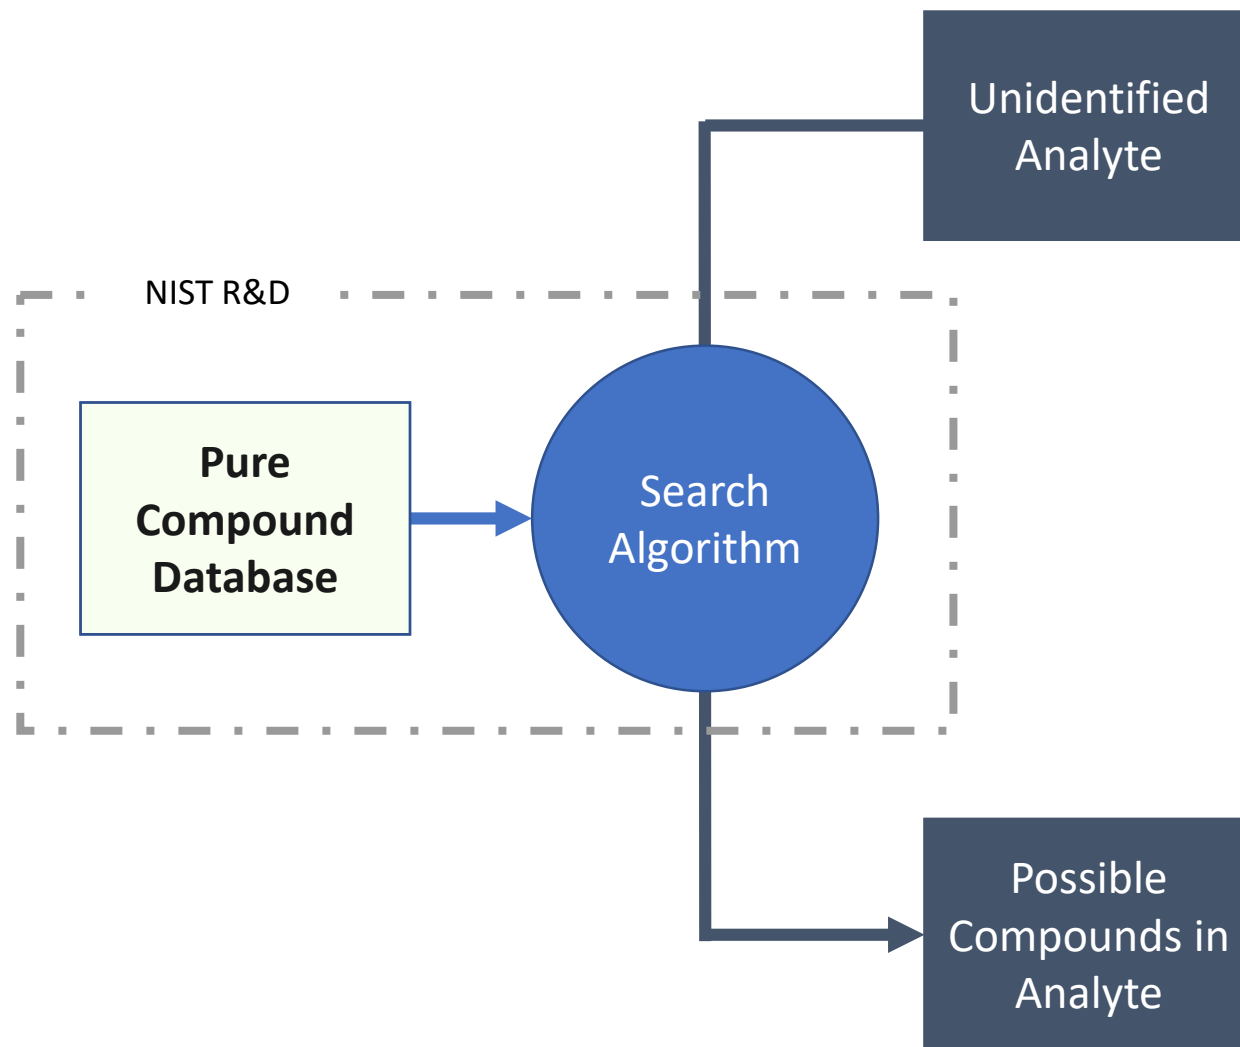 Unidentified
Analyte
NIST R&D
Pure
Compound
Database
Search
Algorithm
Possible
Compounds in
Analyte